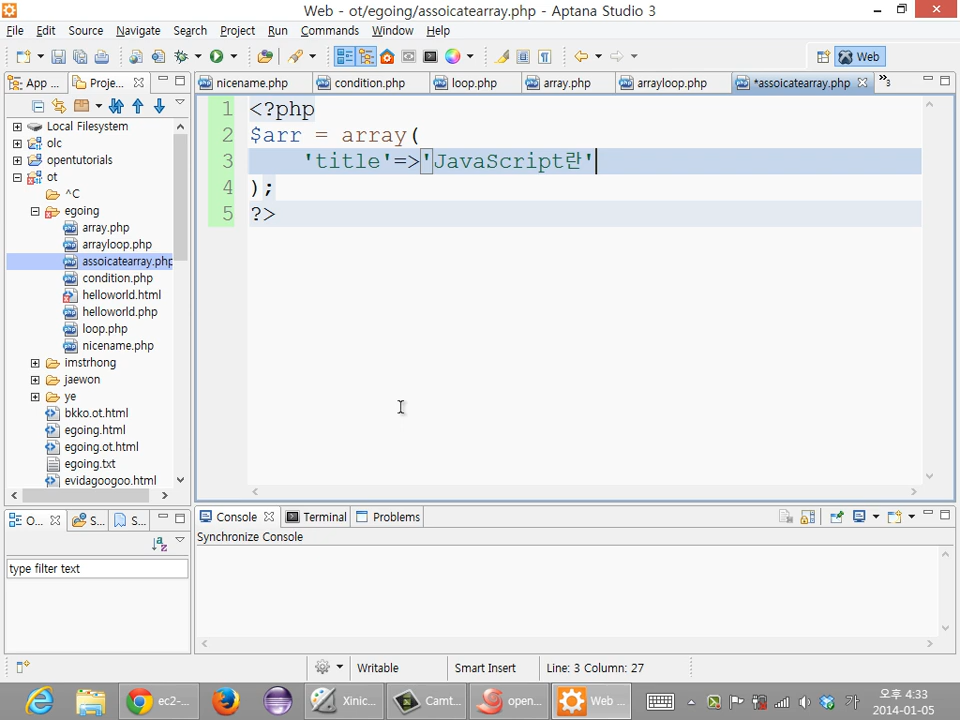 Web - ot/egoing/assoicatearray.php - Aptana Studio 3
File Edit Source Navigate Search Project Run Commands Window Help
Web
App ... Proje...
nicename.php condition.php loop.php array.php arrayloop.php *assoicatearray.php »3
1 <?php
2 $arr = array(
3 'title'=>'JavaScript란'
4 );
5 ?>
Local Filesystem
olc
opentutorials
ot
^C
egoing
array.php
arrayloop.php
assoicatearray.php
condition.php
helloworld.html
helloworld.php
loop.php
nicename.php
imstrhong
jaewon
ye
bkko.ot.html
egoing.html
egoing.ot.html
egoing.txt
evidagoogoo.html
O... S... S...
type filter text
Console Terminal Problems
Synchronize Console
Writable Smart Insert Line: 3 Column: 27
ec2-... Xinic... Camt... open... Web ...
가
오후 4:33
2014-01-05